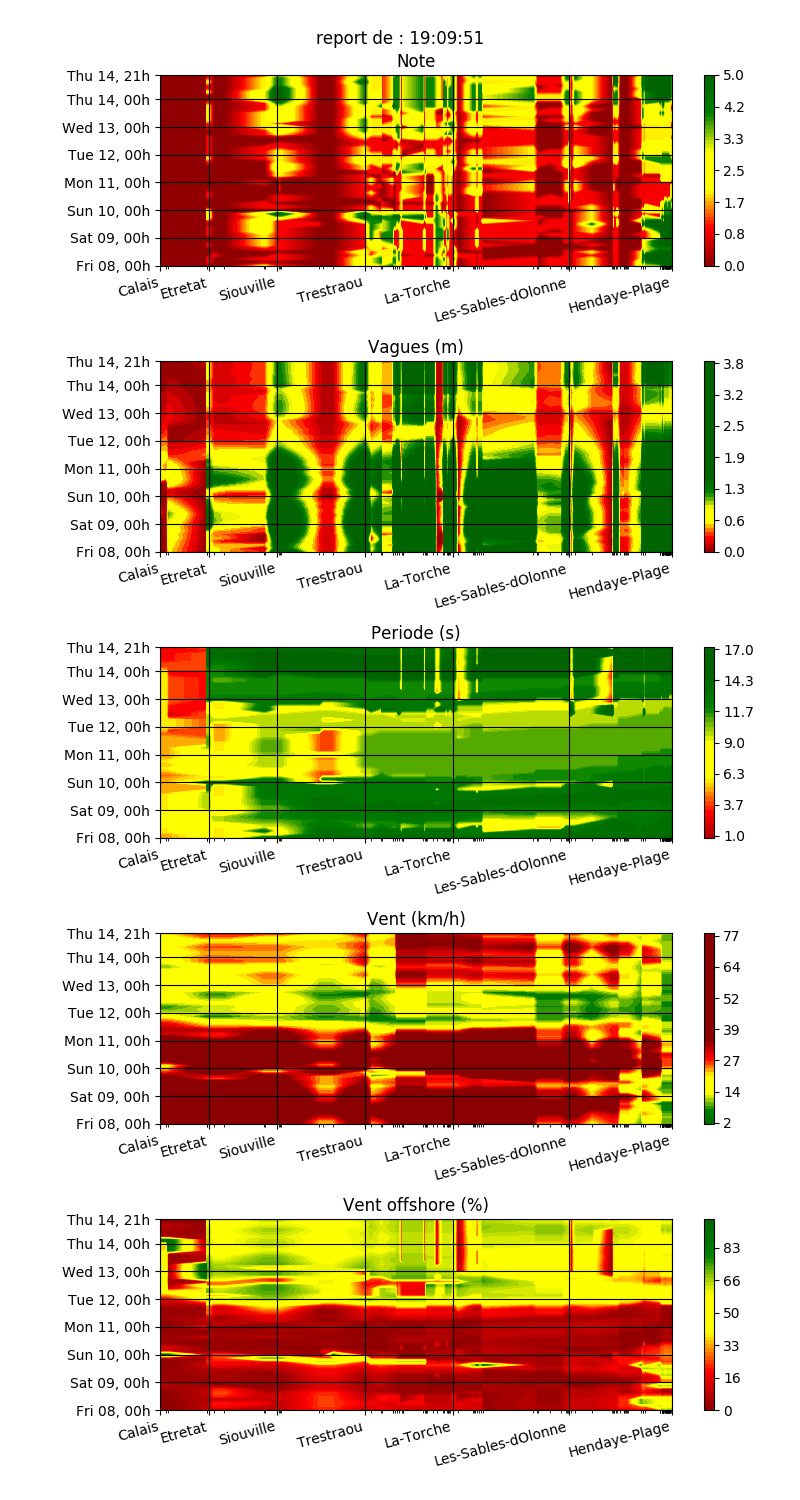 report de : 19:09:51
Note
Thu 14, 21h
Thu 14, 00h
Wed 13, 00h
Tue 12, 00h
Mon 11, 00h
Sun 10, 00h
Sat 09, 00h
Fri 08, 00h
Calais Etretat Siouville Trestraou La-Torche Les-Sables-dOlonne Hendaye-Plage
5.0
4.2
3.3
2.5
1.7
0.8
0.0
Vagues (m)
Thu 14, 21h
Thu 14, 00h
Wed 13, 00h
Tue 12, 00h
Mon 11, 00h
Sun 10, 00h
Sat 09, 00h
Fri 08, 00h
Calais Etretat Siouville Trestraou La-Torche Les-Sables-dOlonne Hendaye-Plage
3.8
3.2
2.5
1.9
1.3
0.6
0.0
Periode (s)
Thu 14, 21h
Thu 14, 00h
Wed 13, 00h
Tue 12, 00h
Mon 11, 00h
Sun 10, 00h
Sat 09, 00h
Fri 08, 00h
Calais Etretat Siouville Trestraou La-Torche Les-Sables-dOlonne Hendaye-Plage
17.0
14.3
11.7
9.0
6.3
3.7
1.0
Vent (km/h)
Thu 14, 21h
Thu 14, 00h
Wed 13, 00h
Tue 12, 00h
Mon 11, 00h
Sun 10, 00h
Sat 09, 00h
Fri 08, 00h
Calais Etretat Siouville Trestraou La-Torche Les-Sables-dOlonne Hendaye-Plage
77
64
52
39
27
14
2
Vent offshore (%)
Thu 14, 21h
Thu 14, 00h
Wed 13, 00h
Tue 12, 00h
Mon 11, 00h
Sun 10, 00h
Sat 09, 00h
Fri 08, 00h
Calais Etretat Siouville Trestraou La-Torche Les-Sables-dOlonne Hendaye-Plage
83
66
50
33
16
0